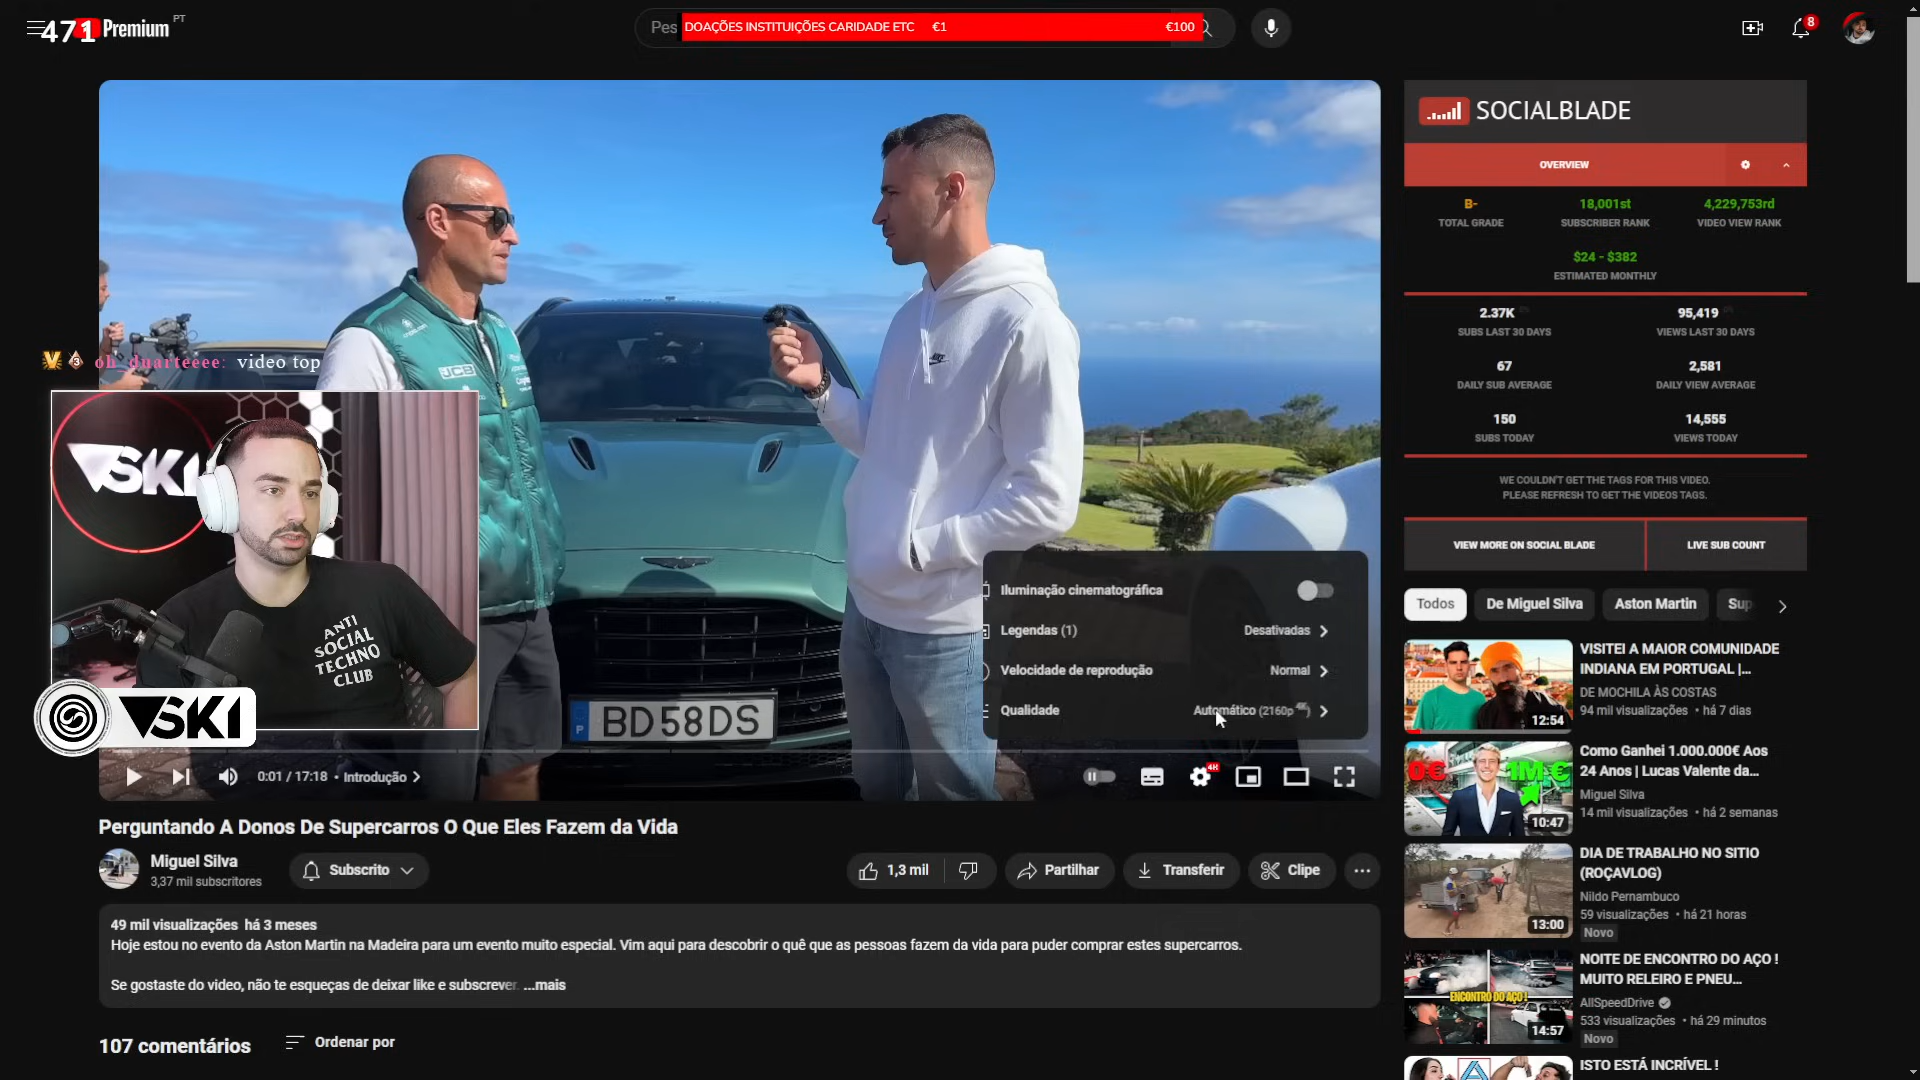 471 Premium PT
Pes
DOAÇÕES INSTITUIÇÕES CARIDADE ETC €1 €100
8
oh_duarteeee: video top
VSKI
ANTI
SOCIAL
TECHNO
CLUB
VSKI
JCB
BD58DS
P
Iluminação cinematográfica
Legendas (1) Desativadas
Velocidade de reprodução Normal
Qualidade Automático (2160p 4K)
0:01 / 17:18 • Introdução
Perguntando A Donos De Supercarros O Que Eles Fazem da Vida
Miguel Silva
3,37 mil subscritores
Subscrito
1,3 mil
Partilhar
Transferir
Clipe
49 mil visualizações há 3 meses
Hoje estou no evento da Aston Martin na Madeira para um evento muito especial. Vim aqui para descobrir o quê que as pessoas fazem da vida para puder comprar estes supercarros.
Se gostaste do video, não te esqueças de deixar like e subscrever. ...mais
107 comentários
Ordenar por
SOCIALBLADE
OVERVIEW
B- 18,001st 4,229,753rd
TOTAL GRADE SUBSCRIBER RANK VIDEO VIEW RANK
$24 - $382
ESTIMATED MONTHLY
2.37K 95,419
SUBS LAST 30 DAYS VIEWS LAST 30 DAYS
67 2,581
DAILY SUB AVERAGE DAILY VIEW AVERAGE
150 14,555
SUBS TODAY VIEWS TODAY
WE COULDN'T GET THE TAGS FOR THIS VIDEO.
PLEASE REFRESH TO GET THE VIDEOS TAGS.
VIEW MORE ON SOCIAL BLADE LIVE SUB COUNT
Todos De Miguel Silva Aston Martin Sup
VISITEI A MAIOR COMUNIDADE
INDIANA EM PORTUGAL |...
DE MOCHILA ÀS COSTAS
94 mil visualizações • há 7 dias
12:54
Como Ganhei 1.000.000€ Aos
24 Anos | Lucas Valente da...
Miguel Silva
14 mil visualizações • há 2 semanas
0€ 1M€
10:47
DIA DE TRABALHO NO SITIO
(ROÇAVLOG)
Nildo Pernambuco
59 visualizações • há 21 horas
Novo
13:00
NOITE DE ENCONTRO DO AÇO !
MUITO RELEIRO E PNEU...
AllSpeedDrive
533 visualizações • há 29 minutos
Novo
ENCONTRO DO AÇO!
14:57
ISTO ESTÁ INCRÍVEL !